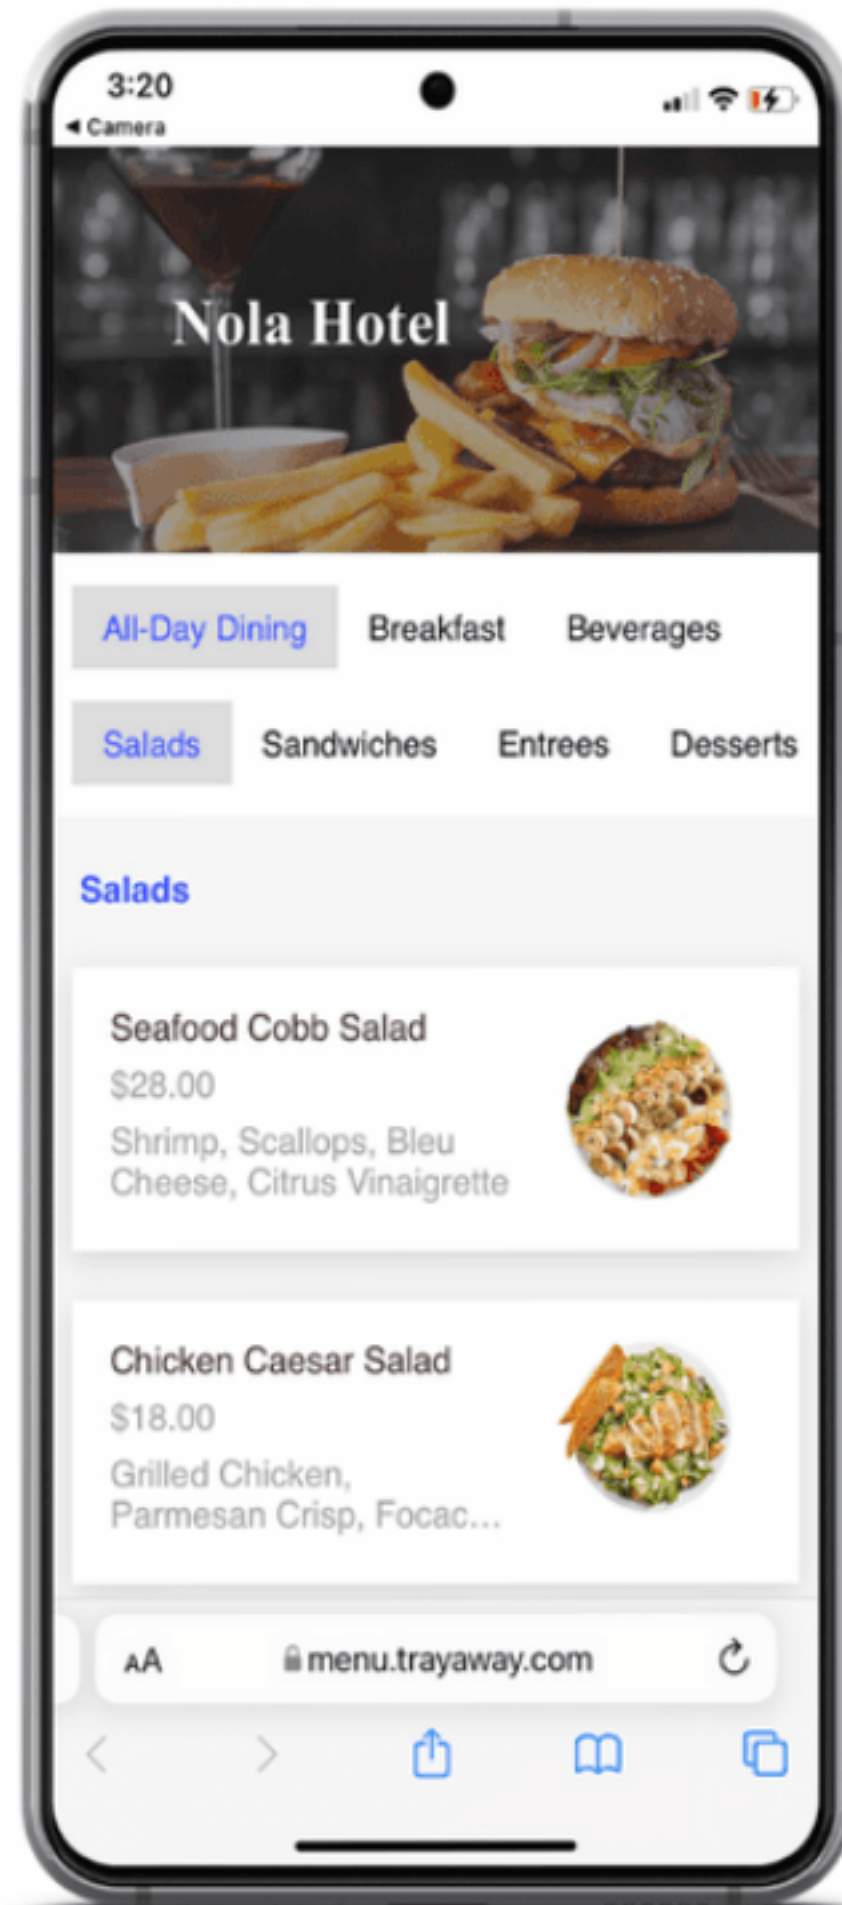 3:20
◀ Camera
Nola Hotel
All-Day Dining Breakfast Beverages
Salads Sandwiches Entrees Desserts
Salads
Seafood Cobb Salad
$28.00
Shrimp, Scallops, Bleu
Cheese, Citrus Vinaigrette
Chicken Caesar Salad
$18.00
Grilled Chicken,
Parmesan Crisp, Focac...
AA menu.trayaway.com